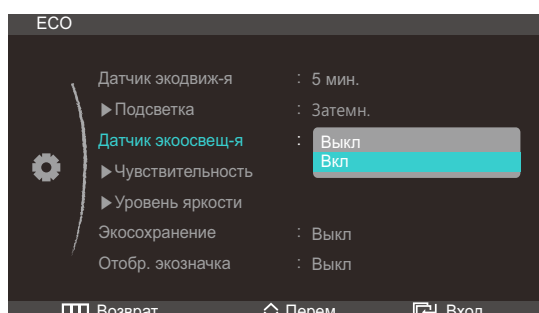 ECO
Датчик экодвиж-я : 5 мин.
▶Подсветка : Затемн.
Датчик экоосвещ-я : Выкл
Вкл
▶Чувствительность
▶Уровень яркости
Экосохранение : Выкл
Отобр. экозначка : Выкл
Возврат Перем. Вход